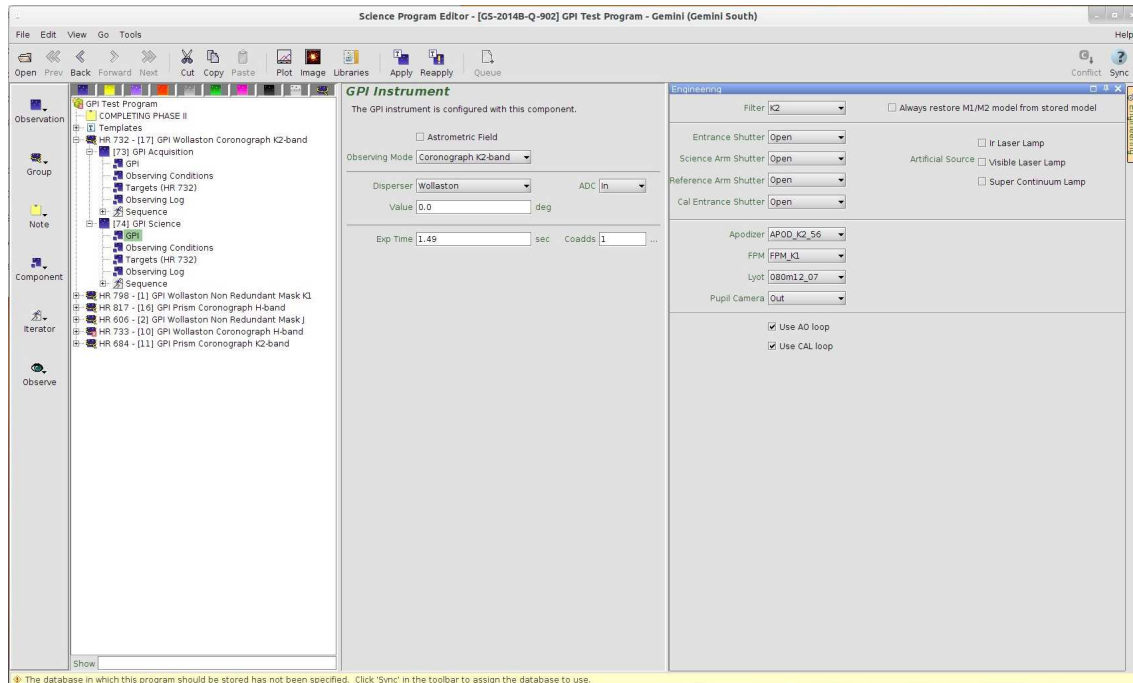 Science Program Editor - [GS-2014B-Q-902] GPI Test Program - Gemini (Gemini South)
File Edit View Go Tools Help
Open Prev Back Forward Next Cut Copy Paste Plot Image Libraries Apply Reapply Queue Conflict Sync
Observation
Group
Note
Component
Iterator
Observe
GPI Test Program
COMPLETING PHASE II
Templates
HR 732 - [17] GPI Wollaston Coronograph K2-band
[73] GPI Acquisition
GPI
Observing Conditions
Targets (HR 732)
Observing Log
Sequence
[74] GPI Science
GPI
Observing Conditions
Targets (HR 732)
Observing Log
Sequence
HR 798 - [1] GPI Wollaston Non Redundant Mask K1
HR 817 - [16] GPI Prism Coronograph H-band
HR 606 - [2] GPI Wollaston Non Redundant Mask J
HR 733 - [10] GPI Wollaston Coronograph H-band
HR 684 - [11] GPI Prism Coronograph K2-band
Show
GPI Instrument
The GPI instrument is configured with this component.
Astrometric Field
Observing Mode Coronograph K2-band
Disperser Wollaston ADC In
Value 0.0 deg
Exp Time 1.49 sec Coadds 1 ...
Engineering
Filter K2 Always restore M1/M2 model from stored model
Entrance Shutter Open
Science Arm Shutter Open
Reference Arm Shutter Open
Cal Entrance Shutter Open
Artificial Source
Ir Laser Lamp
Visible Laser Lamp
Super Continuum Lamp
Apodizer APOD_K2_56
FPM FPM_K1
Lyot 080m12_07
Pupil Camera Out
Use AO loop
Use CAL loop
The database in which this program should be stored has not been specified. Click 'Sync' in the toolbar to assign the database to use.